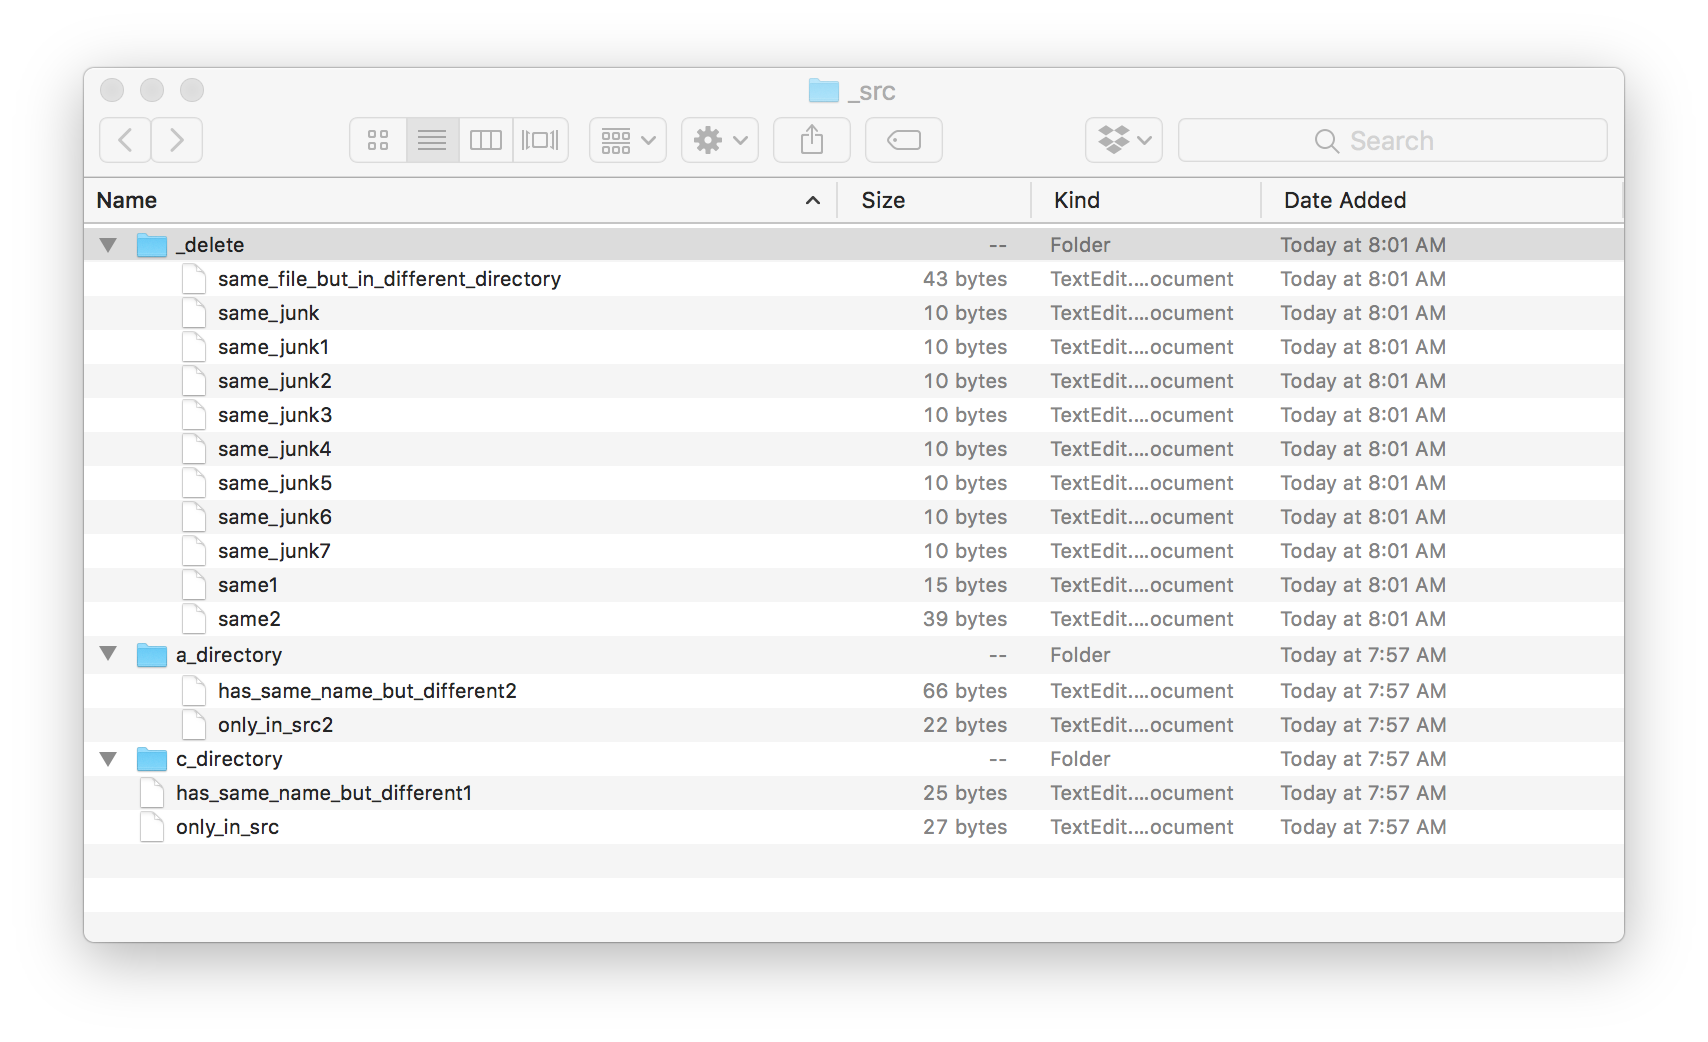 _src
Search
Name Size Kind Date Added
_delete -- Folder Today at 8:01 AM
same_file_but_in_different_directory 43 bytes TextEdit....ocument Today at 8:01 AM
same_junk 10 bytes TextEdit....ocument Today at 8:01 AM
same_junk1 10 bytes TextEdit....ocument Today at 8:01 AM
same_junk2 10 bytes TextEdit....ocument Today at 8:01 AM
same_junk3 10 bytes TextEdit....ocument Today at 8:01 AM
same_junk4 10 bytes TextEdit....ocument Today at 8:01 AM
same_junk5 10 bytes TextEdit....ocument Today at 8:01 AM
same_junk6 10 bytes TextEdit....ocument Today at 8:01 AM
same_junk7 10 bytes TextEdit....ocument Today at 8:01 AM
same1 15 bytes TextEdit....ocument Today at 8:01 AM
same2 39 bytes TextEdit....ocument Today at 8:01 AM
a_directory -- Folder Today at 7:57 AM
has_same_name_but_different2 66 bytes TextEdit....ocument Today at 7:57 AM
only_in_src2 22 bytes TextEdit....ocument Today at 7:57 AM
c_directory -- Folder Today at 7:57 AM
has_same_name_but_different1 25 bytes TextEdit....ocument Today at 7:57 AM
only_in_src 27 bytes TextEdit....ocument Today at 7:57 AM